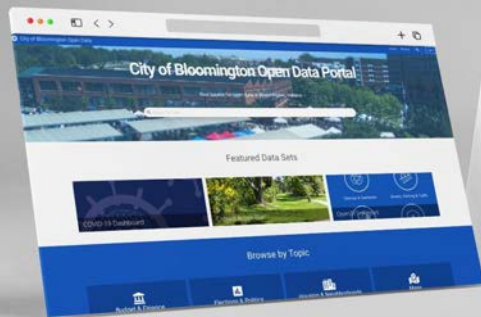 City of Bloomington Open Data
City of Bloomington Open Data Portal
Featured Data Sets
COVID-19 Dashboard
Browse by Topic
Budget & Finance
Elections & Politics
Housing & Neighborhoods
Maps